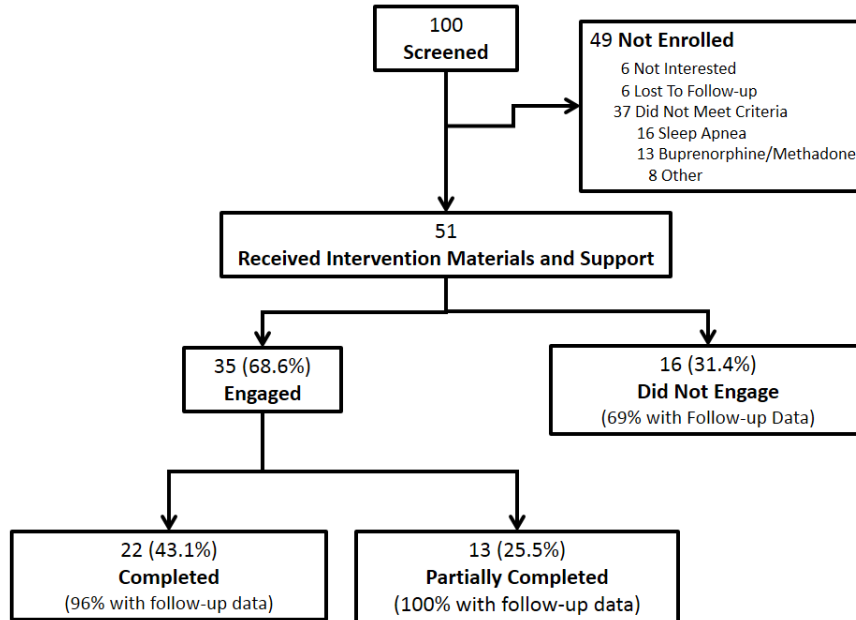 100
Screened
49 Not Enrolled
6 Not Interested
6 Lost To Follow-up
37 Did Not Meet Criteria
16 Sleep Apnea
13 Buprenorphine/Methadone
8 Other
51
Received Intervention Materials and Support
35 (68.6%)
Engaged
16 (31.4%)
Did Not Engage
(69% with Follow-up Data)
22 (43.1%)
Completed
(96% with follow-up data)
13 (25.5%)
Partially Completed
(100% with follow-up data)